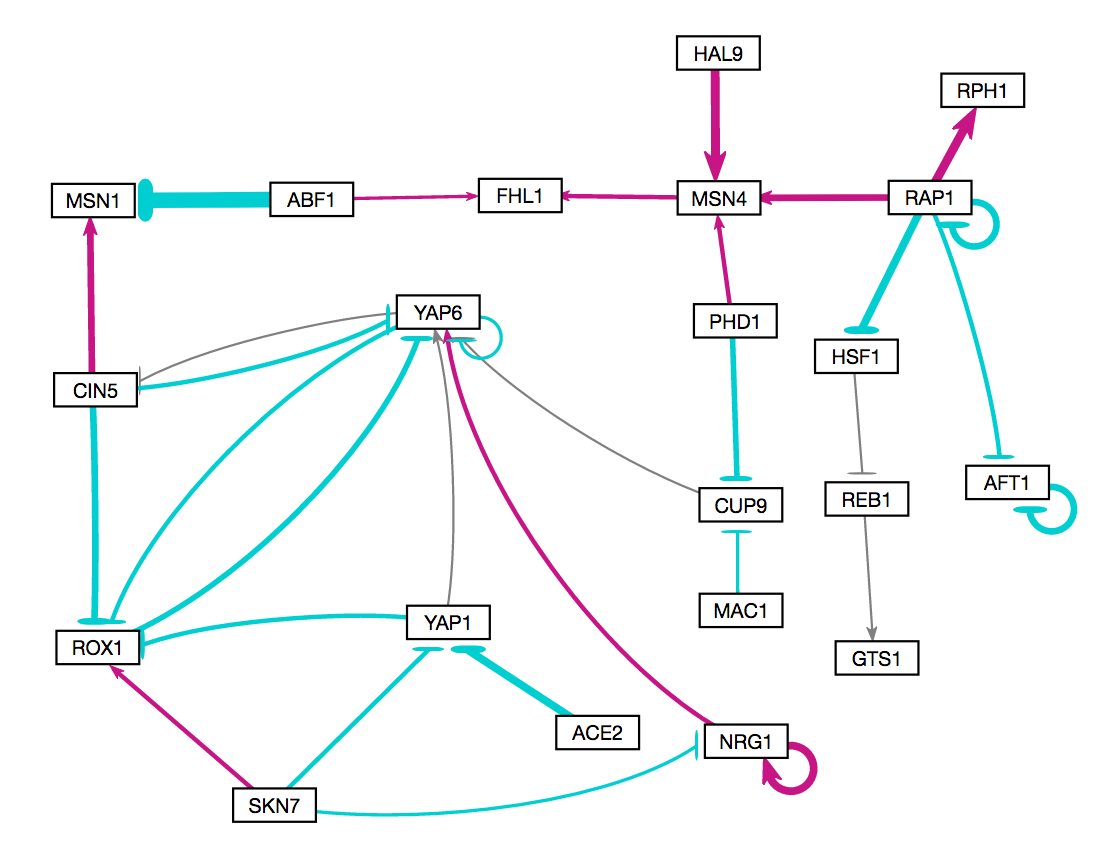 HAL9
RPH1
MSN1
ABF1
FHL1
MSN4
RAP1
YAP6
PHD1
HSF1
CIN5
AFT1
CUP9
REB1
MAC1
YAP1
ROX1
GTS1
ACE2
NRG1
SKN7